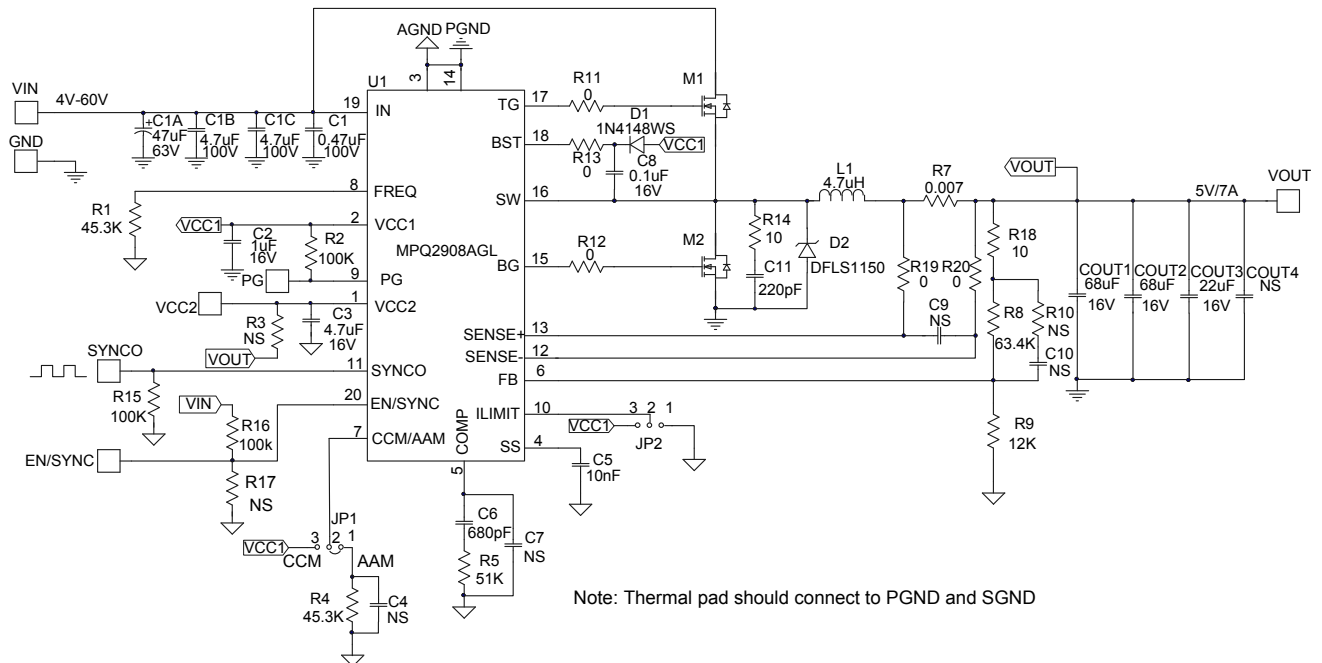 AGND PGND
3 14
U1
VIN
4V-60V
19 IN
C1A
47uF
63V
C1B
4.7uF
100V
C1C
4.7uF
100V
C1
0.47uF
100V
GND
8 FREQ
R1
45.3K
VCC1
2 VCC1
C2
1uF
16V
R2
100K
MPQ2908AGL
PG
9 PG
VCC2
1 VCC2
R3
NS
C3
4.7uF
16V
VOUT
SYNCO
11 SYNCO
R15
100K
VIN
20 EN/SYNC
R16
100k
7 CCM/AAM
EN/SYNC
R17
NS
JP1
VCC1
3 2 1
CCM AAM
R4
45.3K
C4
NS
COMP
5
C6
680pF
R5
51K
C7
NS
TG 17
R11
0
M1
BST 18
R13
0
D1
1N4148WS
VCC1
C8
0.1uF
16V
SW 16
L1
4.7uH
R7
0.007
VOUT
5V/7A
VOUT
BG 15
R12
0
M2
R14
10
C11
220pF
D2
DFLS1150
R19
0
R20
0
R18
10
C9
NS
R8
63.4K
R10
NS
C10
NS
COUT1
68uF
16V
COUT2
68uF
16V
COUT3
22uF
16V
COUT4
NS
SENSE+ 13
SENSE- 12
FB 6
ILIMIT 10
VCC1
3 2 1
JP2
SS 4
C5
10nF
R9
12K
Note: Thermal pad should connect to PGND and SGND